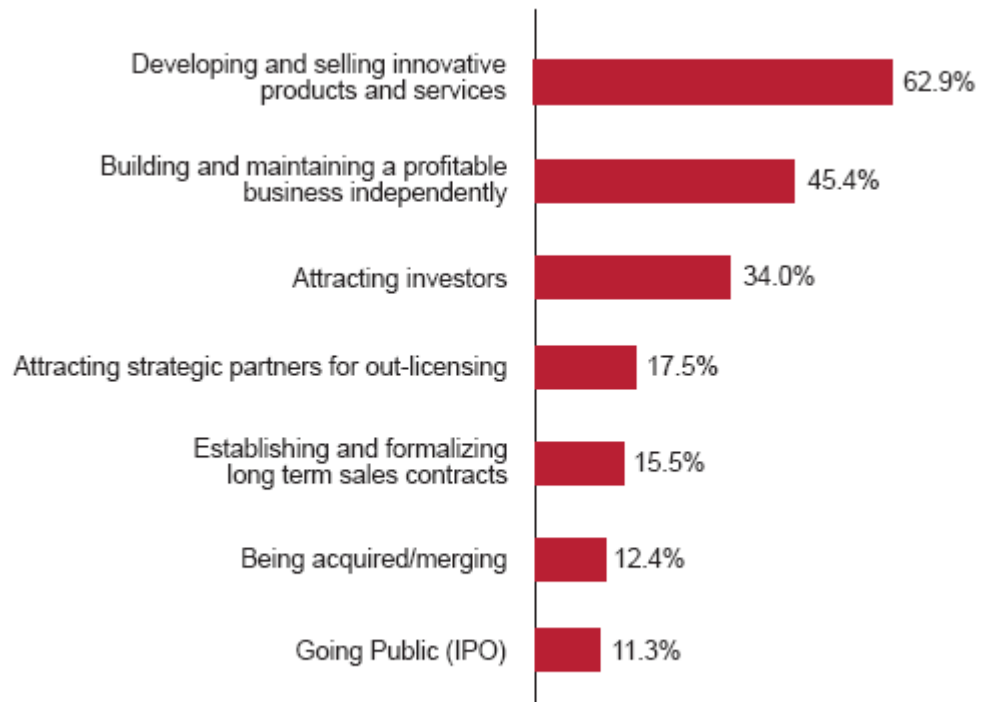 Developing and selling innovative
products and services
62.9%
Building and maintaining a profitable
business independently
45.4%
Attracting investors
34.0%
Attracting strategic partners for out-licensing
17.5%
Establishing and formalizing
long term sales contracts
15.5%
Being acquired/merging
12.4%
Going Public (IPO)
11.3%